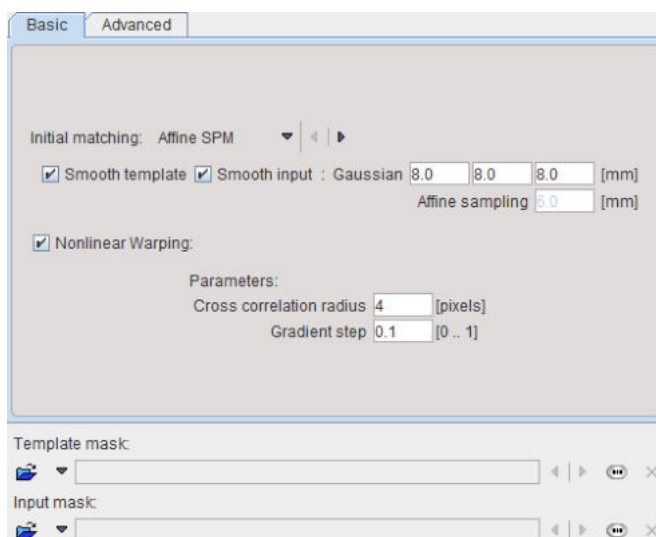 Basic Advanced
Initial matching: Affine SPM
Smooth template Smooth input : Gaussian 8.0 8.0 8.0 [mm]
Affine sampling 6.0 [mm]
Nonlinear Warping:
Parameters:
Cross correlation radius 4 [pixels]
Gradient step 0.1 [0 .. 1]
Template mask:
Input mask: